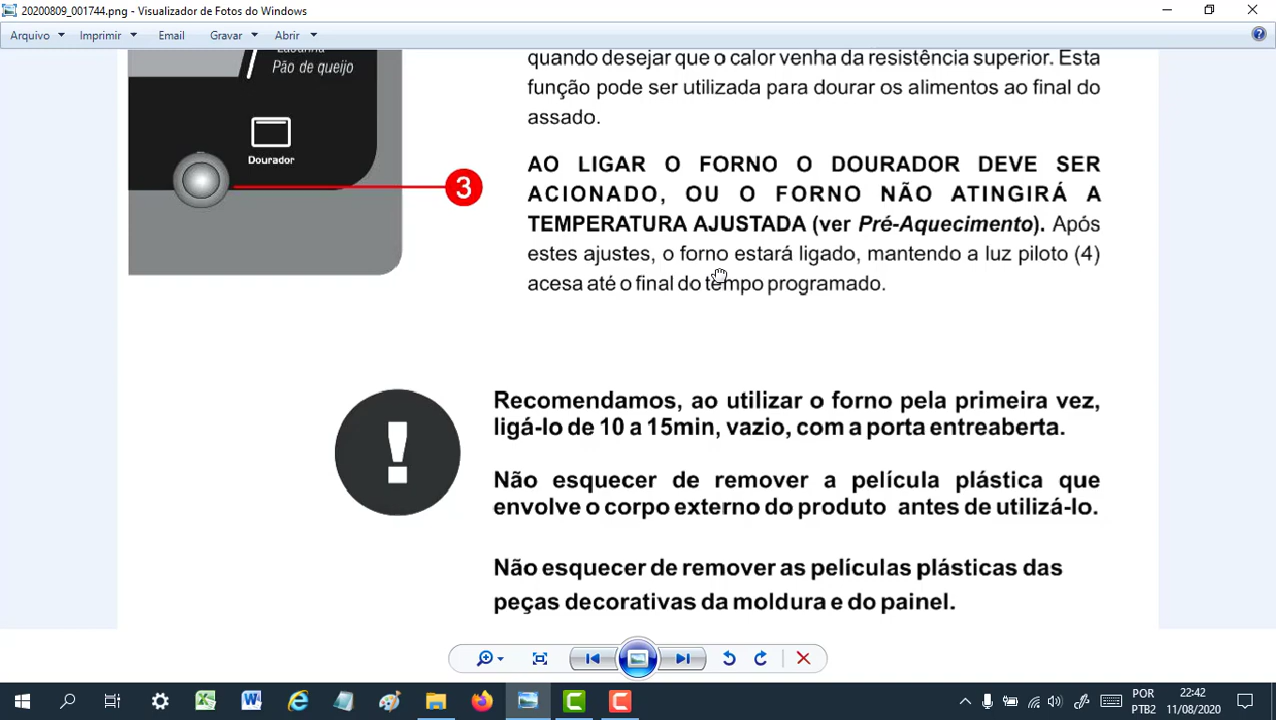 20200809_001744.png - Visualizador de Fotos do Windows
Arquivo Imprimir Email Gravar Abrir
Lasanha
Pão de queijo
Dourador
3
quando desejar que o calor venha da resistência superior. Esta
função pode ser utilizada para dourar os alimentos ao final do
assado.
AO LIGAR O FORNO O DOURADOR DEVE SER
ACIONADO, OU O FORNO NÃO ATINGIRÁ A
TEMPERATURA AJUSTADA (ver Pré-Aquecimento). Após
estes ajustes, o forno estará ligado, mantendo a luz piloto (4)
acesa até o final do tempo programado.
!
Recomendamos, ao utilizar o forno pela primeira vez,
ligá-lo de 10 a 15min, vazio, com a porta entreaberta.
Não esquecer de remover a película plástica que
envolve o corpo externo do produto antes de utilizá-lo.
Não esquecer de remover as películas plásticas das
peças decorativas da moldura e do painel.
POR
PTB2
22:42
11/08/2020